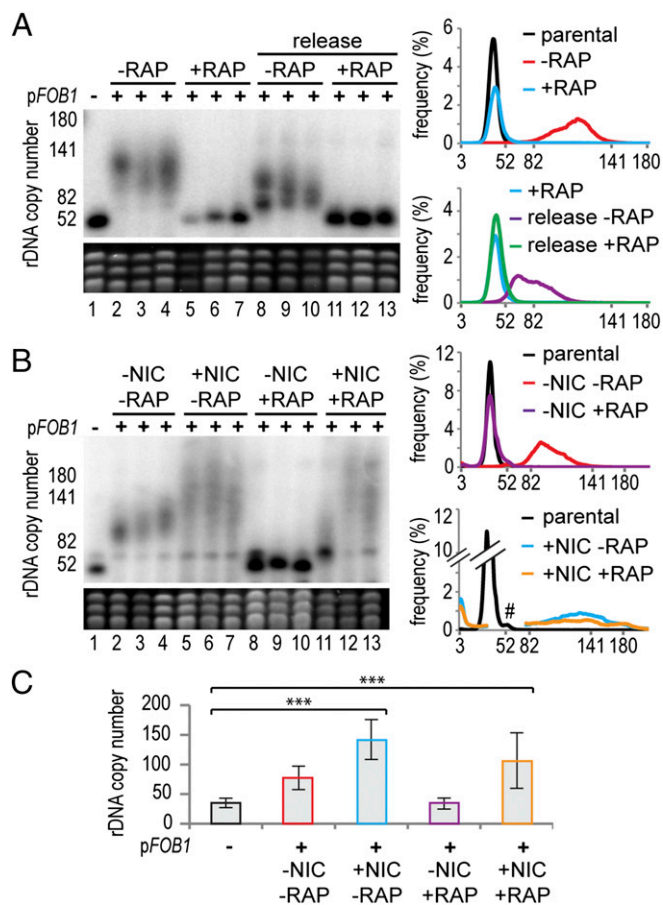 A
release
-RAP +RAP -RAP +RAP
pFOB1 - + + + + + + + + + + + +
rDNA copy number
180
141
82
52
1 2 3 4 5 6 7 8 9 10 11 12 13
frequency (%)
6
4
2
0
parental
-RAP
+RAP
3 52 82 141 180
frequency (%)
6
4
2
0
+RAP
release -RAP
release +RAP
3 52 82 141 180
B
-NIC +NIC -NIC +NIC
-RAP -RAP +RAP +RAP
pFOB1 - + + + + + + + + + + + +
rDNA copy number
180
141
82
52
1 2 3 4 5 6 7 8 9 10 11 12 13
frequency (%)
12
10
8
6
4
2
0
parental
-NIC -RAP
-NIC +RAP
3 52 82 141 180
frequency (%)
12
10
2
1
0
parental
+NIC -RAP
+NIC +RAP
#
3 52 82 141 180
C
rDNA copy number
200
150
100
50
0
***
***
pFOB1 - + + + +
-NIC +NIC -NIC +NIC
-RAP -RAP +RAP +RAP